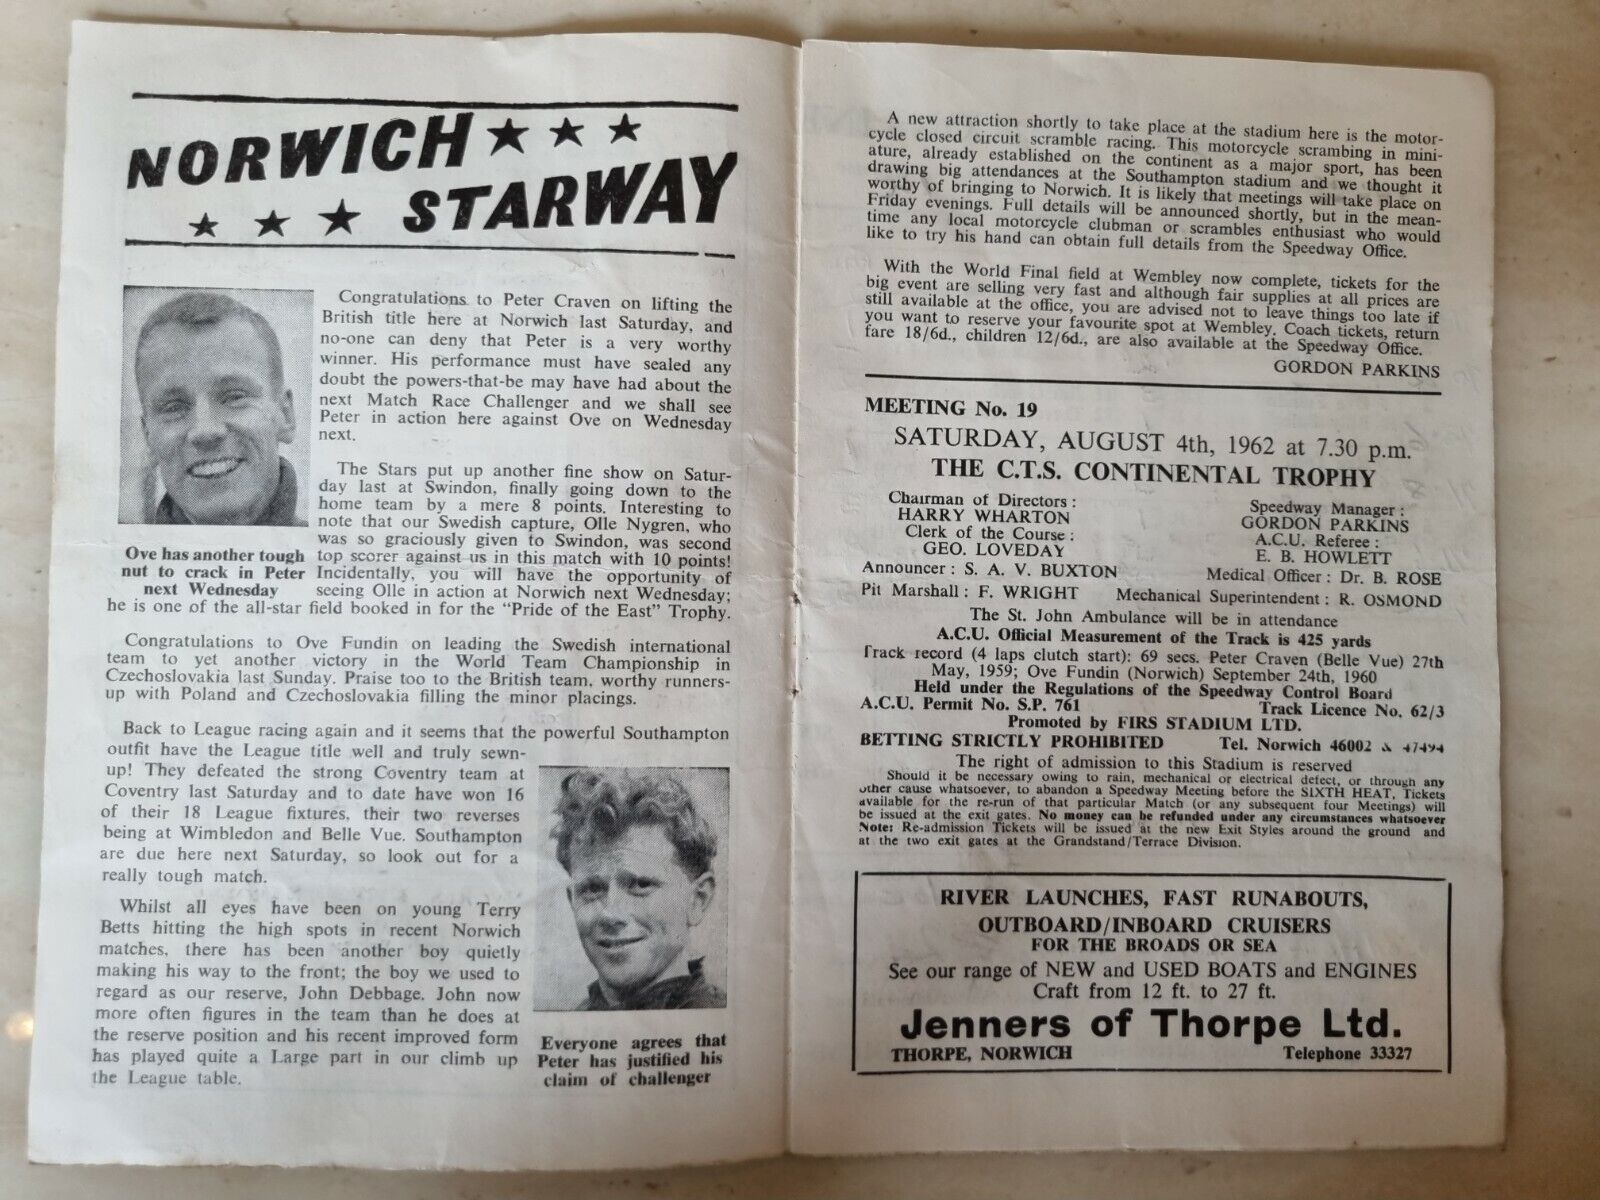 NORWICH
STARWAY
Congratulations to Peter Craven on lifting the
British title here at Norwich last Saturday, and
no-one can deny that Peter is a very worthy
winner. His performance must have sealed any
doubt the powers-that-be may have had about the
next Match Race Challenger and we shall see
Peter in action here against Ove on Wednesday
next.
The Stars put up another fine show on Satur-
day last at Swindon, finally going down to the
home team by a mere 8 points. Interesting to
note that our Swedish capture, Olle Nygren, who
was so graciously given to Swindon, was second
top scorer against us in this match with 10 points!
Incidentally, you will have the opportunity of
seeing Olle in action at Norwich next Wednesday;
he is one of the all-star field booked in for the "Pride of the East" Trophy.
Ove has another tough
nut to crack in Peter
next Wednesday
Congratulations to Ove Fundin on leading the Swedish international
team to yet another victory in the World Team Championship in
Czechoslovakia last Sunday. Praise too to the British team, worthy runners-
up with Poland and Czechoslovakia filling the minor placings.
Back to League racing again and it seems that the powerful Southampton
outfit have the League title well and truly sewn-
up! They defeated the strong Coventry team at
Coventry last Saturday and to date have won 16
of their 18 League fixtures, their two reverses
being at Wimbledon and Belle Vue. Southampton
are due here next Saturday, so look out for a
really tough match.
Whilst all eyes have been on young Terry
Betts hitting the high spots in recent Norwich
matches, there has been another boy quietly
making his way to the front; the boy we used to
regard as our reserve, John Debbage. John now
more often figures in the team than he does at
the reserve position and his recent improved form
has played quite a Large part in our climb up
the League table.
Everyone agrees that
Peter has justified his
claim of challenger
A new attraction shortly to take place at the stadium here is the motor-
cycle closed circuit scramble racing. This motorcycle scrambing in mini-
ature, already established on the continent as a major sport, has been
drawing big attendances at the Southampton stadium and we thought it
worthy of bringing to Norwich. It is likely that meetings will take place on
Friday evenings. Full details will be announced shortly, but in the mean-
time any local motorcycle clubman or scrambles enthusiast who would
like to try his hand can obtain full details from the Speedway Office.
With the World Final field at Wembley now complete, tickets for the
big event are selling very fast and although fair supplies at all prices are
still available at the office, you are advised not to leave things too late if
you want to reserve your favourite spot at Wembley. Coach tickets, return
fare 18/6d., children 12/6d., are also available at the Speedway Office.
GORDON PARKINS
MEETING No. 19
SATURDAY, AUGUST 4th, 1962 at 7.30 p.m.
THE C.T.S. CONTINENTAL TROPHY
Chairman of Directors :
HARRY WHARTON
Clerk of the Course :
GEO. LOVEDAY
Announcer : S. A. V. BUXTON
Pit Marshall : F. WRIGHT
Speedway Manager :
GORDON PARKINS
A.C.U. Referee :
E. B. HOWLETT
Medical Officer : Dr. B. ROSE
Mechanical Superintendent : R. OSMOND
The St. John Ambulance will be in attendance
A.C.U. Official Measurement of the Track is 425 yards
Track record (4 laps clutch start): 69 secs. Peter Craven (Belle Vue) 27th
May, 1959; Ove Fundin (Norwich) September 24th, 1960
Held under the Regulations of the Speedway Control Board
A.C.U. Permit No. S.P. 761 Track Licence No. 62/3
Promoted by FIRS STADIUM LTD.
BETTING STRICTLY PROHIBITED Tel. Norwich 46002 & 47494
The right of admission to this Stadium is reserved
Should it be necessary owing to rain, mechanical or electrical defect, or through any
other cause whatsoever, to abandon a Speedway Meeting before the SIXTH HEAT, Tickets
available for the re-run of that particular Match (or any subsequent four Meetings) will
be issued at the exit gates. No money can be refunded under any circumstances whatsoever
Note: Re-admission Tickets will be issued at the new Exit Styles around the ground and
at the two exit gates at the Grandstand/Terrace Division.
RIVER LAUNCHES, FAST RUNABOUTS,
OUTBOARD/INBOARD CRUISERS
FOR THE BROADS OR SEA
See our range of NEW and USED BOATS and ENGINES
Craft from 12 ft. to 27 ft.
Jenners of Thorpe Ltd.
THORPE, NORWICH Telephone 33327